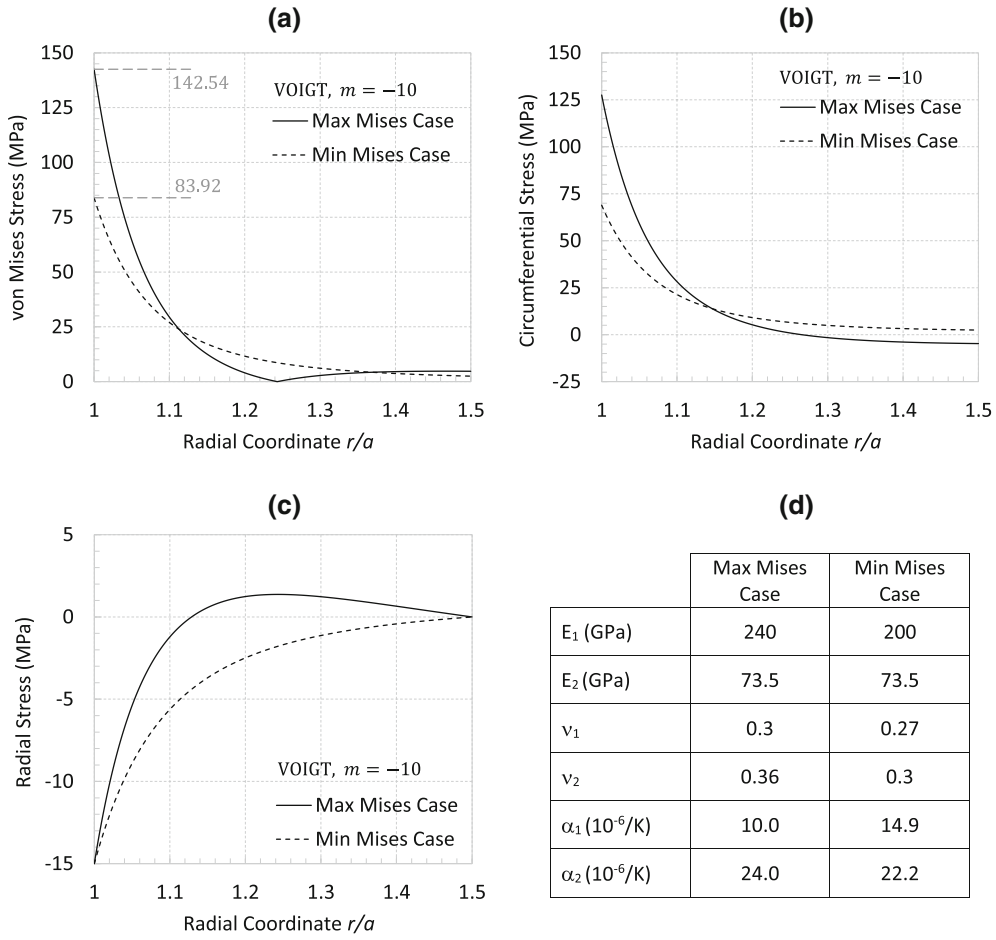 (a)
150
125
100
75
50
25
0
von Mises Stress (MPa)
142.54
83.92
VOIGT, m = −10
Max Mises Case
Min Mises Case
1 1.1 1.2 1.3 1.4 1.5
Radial Coordinate r/a
(b)
150
125
100
75
50
25
0
-25
Circumferential Stress (MPa)
VOIGT, m = −10
Max Mises Case
Min Mises Case
1 1.1 1.2 1.3 1.4 1.5
Radial Coordinate r/a
(c)
5
0
-5
-10
-15
Radial Stress (MPa)
VOIGT, m = −10
Max Mises Case
Min Mises Case
1 1.1 1.2 1.3 1.4 1.5
Radial Coordinate r/a
(d)
Max Mises Case Min Mises Case
E₁ (GPa) 240 200
E₂ (GPa) 73.5 73.5
ν₁ 0.3 0.27
ν₂ 0.36 0.3
α₁ (10⁻⁶/K) 10.0 14.9
α₂ (10⁻⁶/K) 24.0 22.2